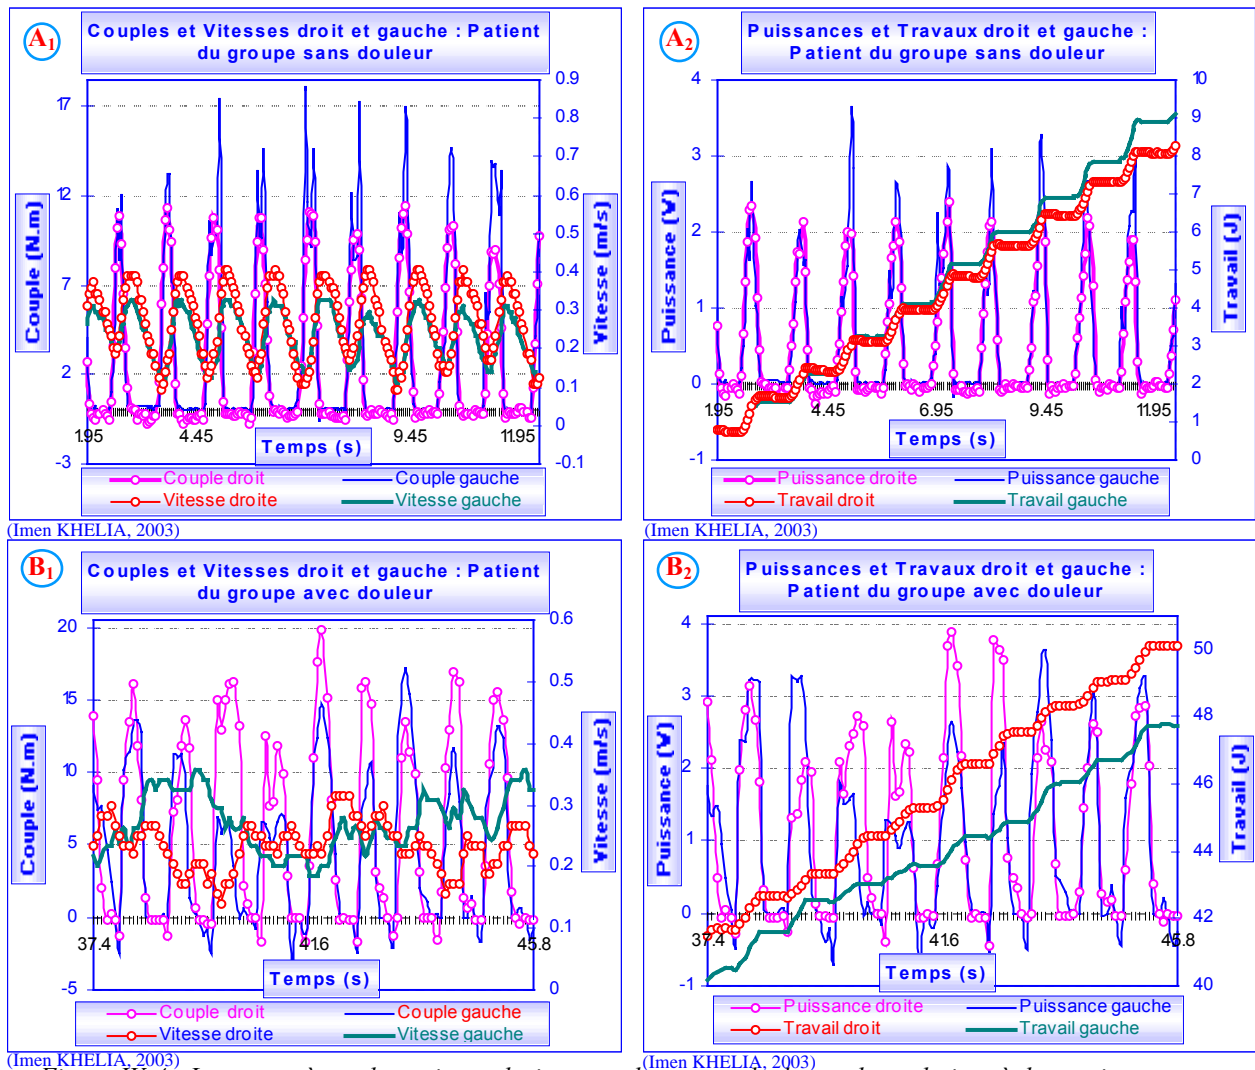 A1
Couples et Vitesses droit et gauche : Patient
du groupe sans douleur
17
12
7
2
-3
Couple (N.m)
0.9
0.8
0.7
0.6
0.5
0.4
0.3
0.2
0.1
0
-0.1
Vitesse (m/s)
1.95
4.45
9.45
11.95
Temps (s)
Couple droit
Couple gauche
Vitesse droite
Vitesse gauche
(Imen KHELIA, 2003)
A2
Puissances et Travaux droit et gauche :
Patient du groupe sans douleur
4
3
2
1
0
-1
Puissance (W)
10
9
8
7
6
5
4
3
2
1
0
Travail (J)
1.95
4.45
6.95
9.45
11.95
Temps (s)
Puissance droite
Puissance gauche
Travail droit
Travail gauche
(Imen KHELIA, 2003)
B1
Couples et Vitesses droit et gauche : Patient
du groupe avec douleur
20
15
10
5
0
-5
Couple (N.m)
0.6
0.5
0.4
0.3
0.2
0.1
0
Vitesse (m/s)
37.4
41.6
45.8
Temps (s)
Couple droit
Couple gauche
Vitesse droite
Vitesse gauche
(Imen KHELIA, 2003)
B2
Puissances et Travaux droit et gauche :
Patient du groupe avec douleur
4
3
2
1
0
-1
Puissance (W)
50
48
46
44
42
40
Travail (J)
37.4
41.6
45.8
Temps (s)
Puissance droite
Puissance gauche
Travail droit
Travail gauche
(Imen KHELIA, 2003)